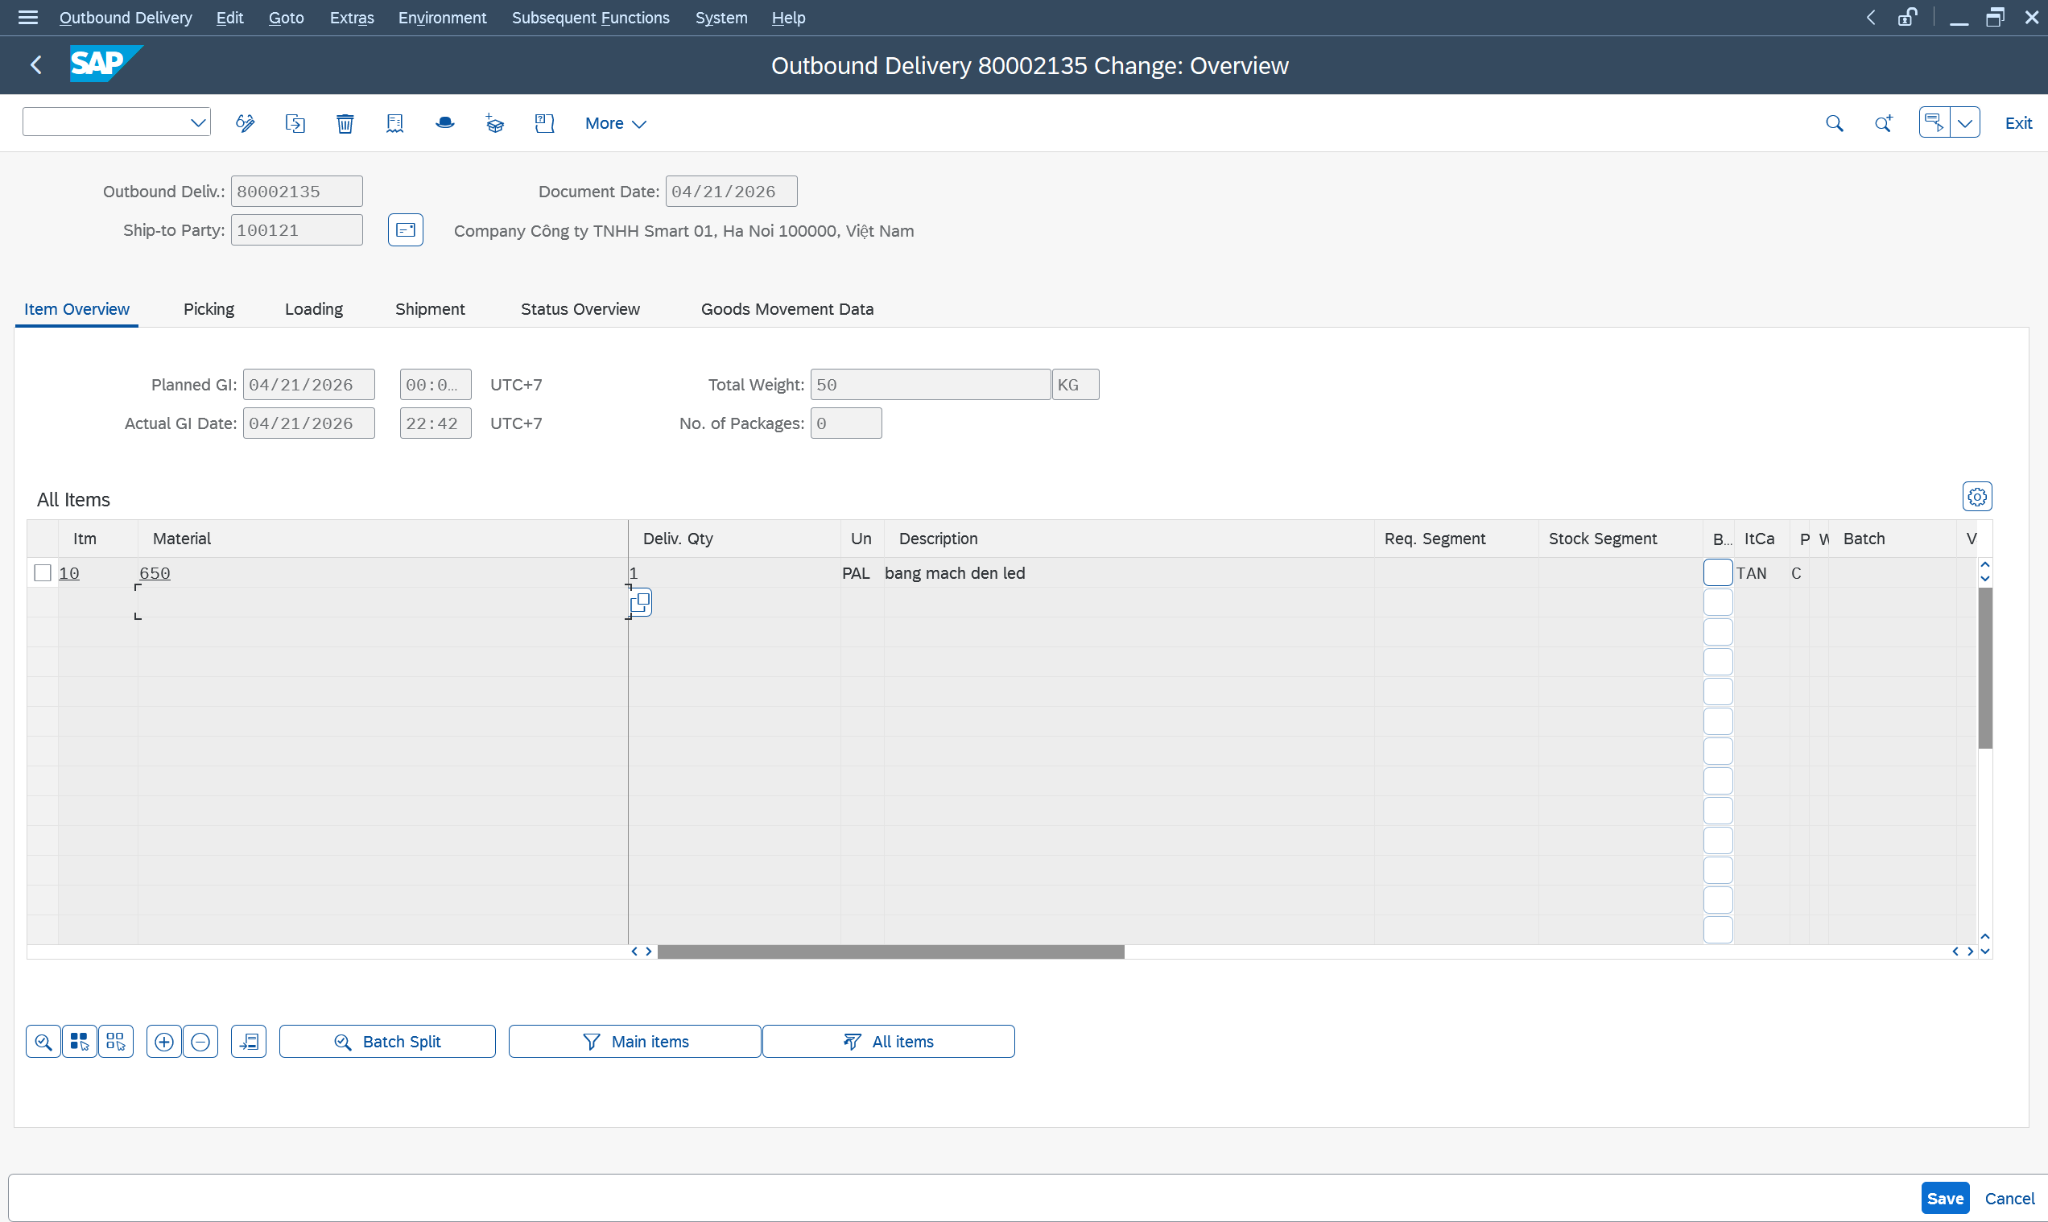 Outbound Delivery Edit Goto Extras Environment Subsequent Functions System Help
SAP Outbound Delivery 80002135 Change: Overview
More Exit
Outbound Deliv.: 80002135 Document Date: 04/21/2026
Ship-to Party: 100121 Company Công ty TNHH Smart 01, Ha Noi 100000, Việt Nam
Item Overview Picking Loading Shipment Status Overview Goods Movement Data
Planned GI: 04/21/2026 00:0... UTC+7 Total Weight: 50 KG
Actual GI Date: 04/21/2026 22:42 UTC+7 No. of Packages: 0
All Items
Itm Material Deliv. Qty Un Description Req. Segment Stock Segment B... ItCa P W Batch V
10 650 1 PAL bang mach den led TAN C
Batch Split Main items All items
Save Cancel